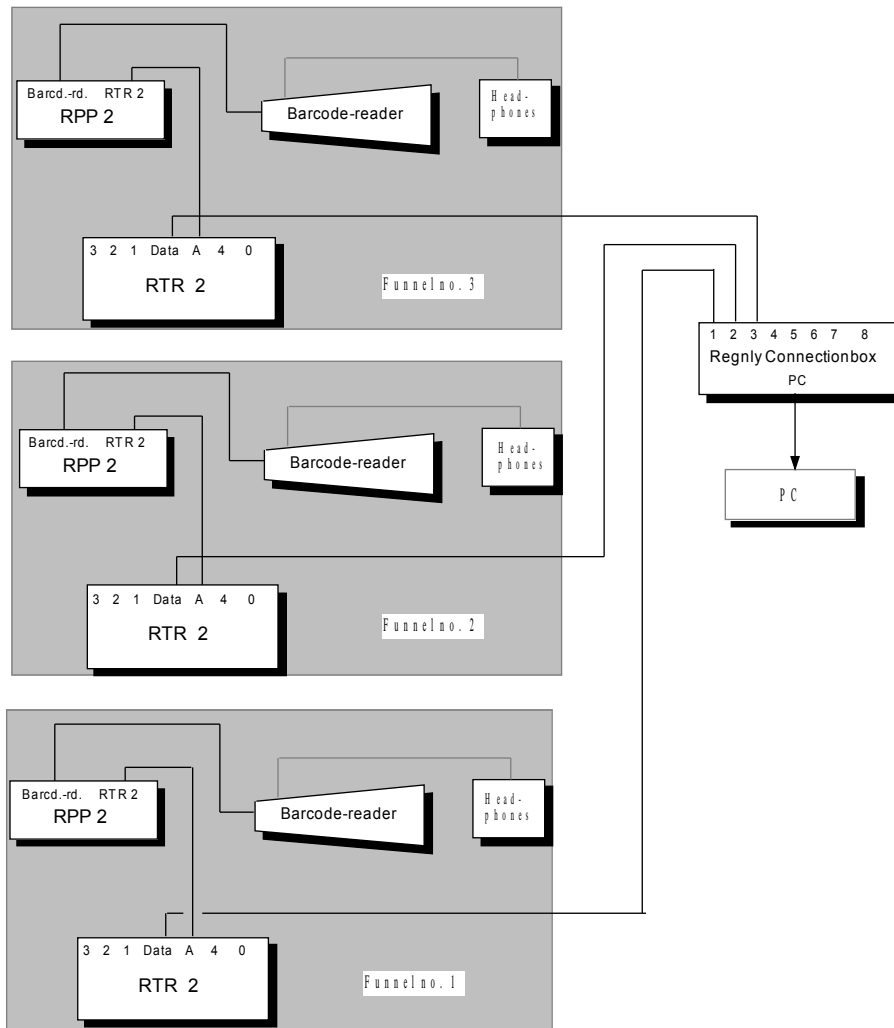 Barcd.-rd. RTR 2
RPP 2
Barcode-reader
Head-
phones
3 2 1 Data A 4 0
RTR 2
Funnel no. 3
1 2 3 4 5 6 7 8
Regnly Connectionbox
PC
PC
Barcd.-rd. RTR 2
RPP 2
Barcode-reader
Head-
phones
3 2 1 Data A 4 0
RTR 2
Funnel no. 2
Barcd.-rd. RTR 2
RPP 2
Barcode-reader
Head-
phones
3 2 1 Data A 4 0
RTR 2
Funnel no. 1